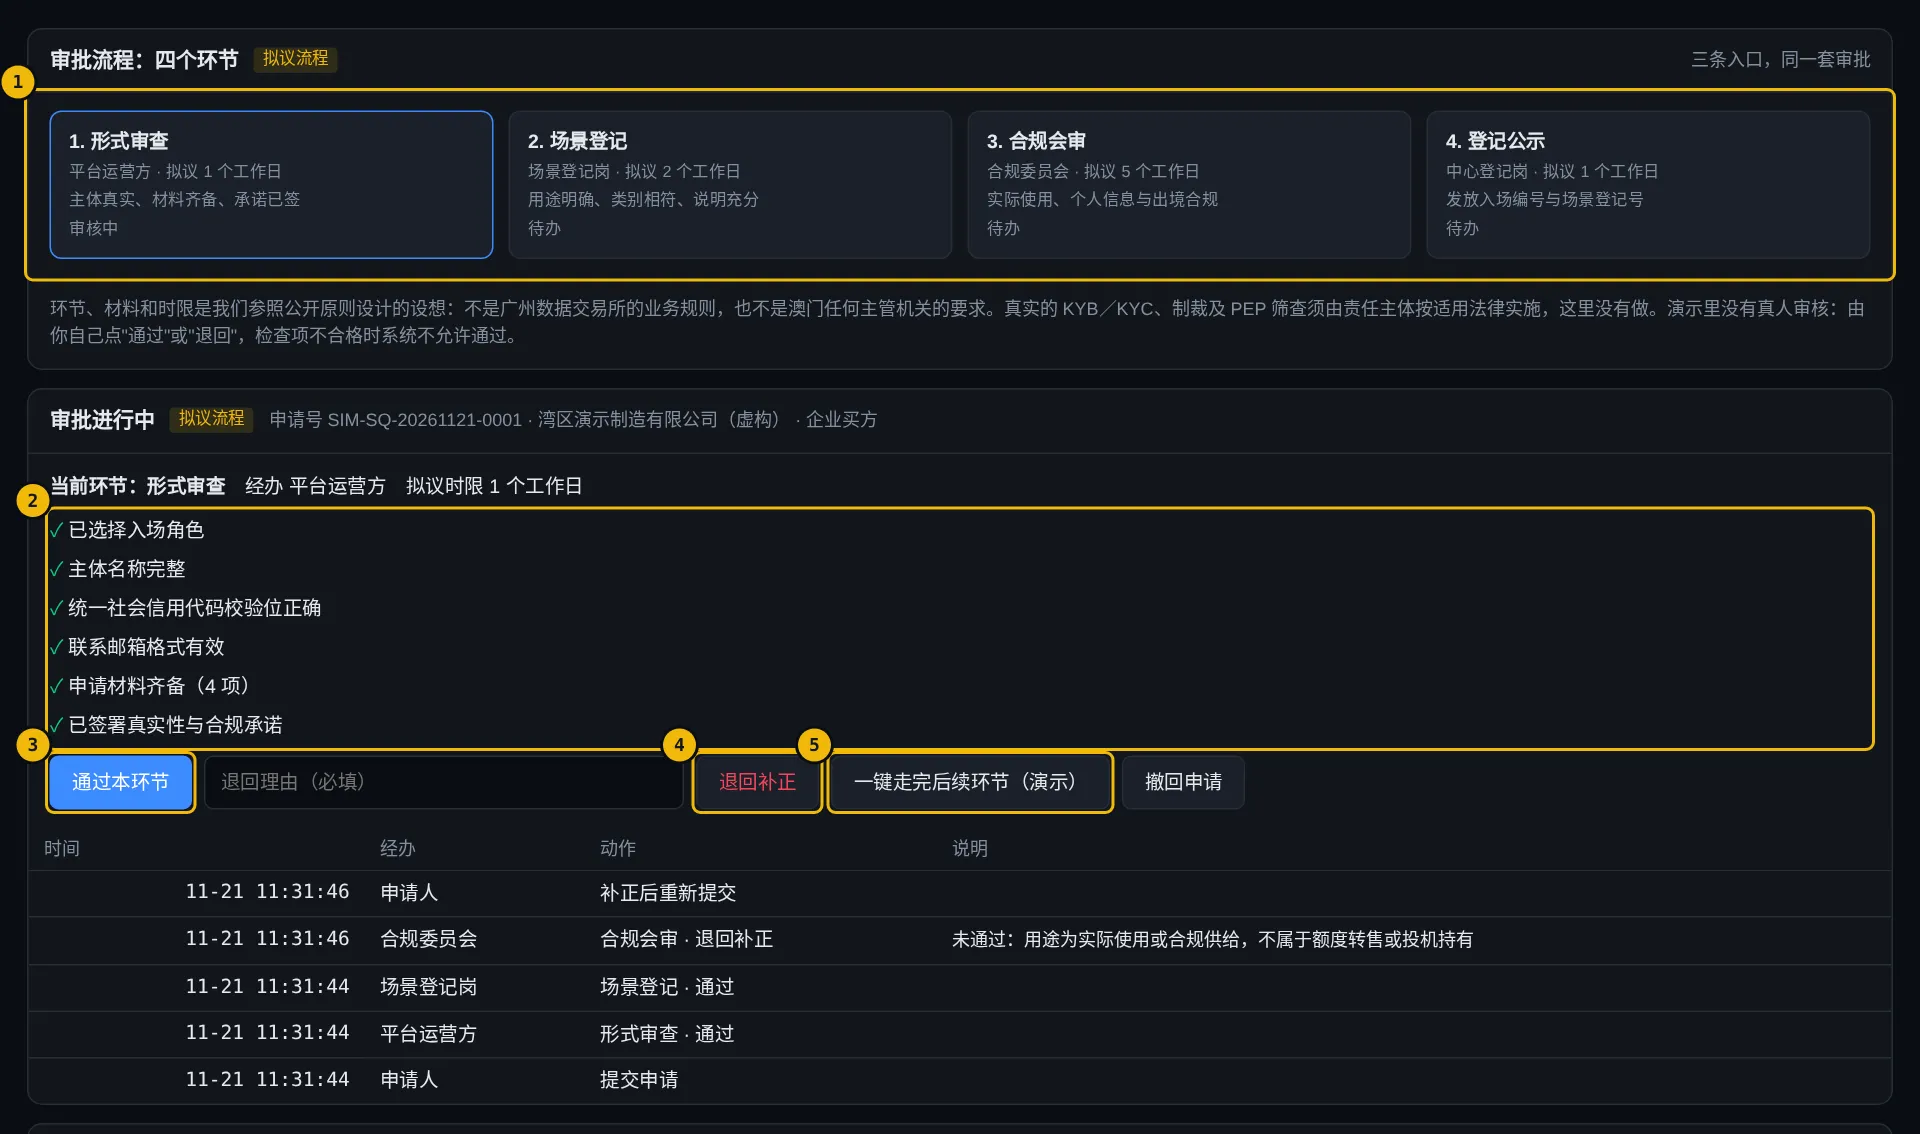 审批流程：四个环节 拟议流程 三条入口，同一套审批
1
1. 形式审查
平台运营方 · 拟议 1 个工作日
主体真实、材料齐备、承诺已签
审核中
2. 场景登记
场景登记岗 · 拟议 2 个工作日
用途明确、类别相符、说明充分
待办
3. 合规会审
合规委员会 · 拟议 5 个工作日
实际使用、个人信息与出境合规
待办
4. 登记公示
中心登记岗 · 拟议 1 个工作日
发放入场编号与场景登记号
待办
环节、材料和时限是我们参照公开原则设计的设想：不是广州数据交易所的业务规则，也不是澳门任何主管机关的要求。真实的 KYB／KYC、制裁及 PEP 筛查须由责任主体按适用法律实施，这里没有做。演示里没有真人审核：由
你自己点"通过"或"退回"，检查项不合格时系统不允许通过。
审批进行中 拟议流程 申请号 SIM-SQ-20261121-0001 · 湾区演示制造有限公司（虚构） · 企业买方
当前环节：形式审查 经办 平台运营方 拟议时限 1 个工作日
2
✓ 已选择入场角色
✓ 主体名称完整
✓ 统一社会信用代码校验位正确
✓ 联系邮箱格式有效
✓ 申请材料齐备（4 项）
✓ 已签署真实性与合规承诺
3 4 5
通过本环节 退回理由（必填） 退回补正 一键走完后续环节（演示） 撤回申请
时间 经办 动作 说明
11-21 11:31:46 申请人 补正后重新提交
11-21 11:31:46 合规委员会 合规会审 · 退回补正 未通过：用途为实际使用或合规供给，不属于额度转售或投机持有
11-21 11:31:44 场景登记岗 场景登记 · 通过
11-21 11:31:44 平台运营方 形式审查 · 通过
11-21 11:31:44 申请人 提交申请